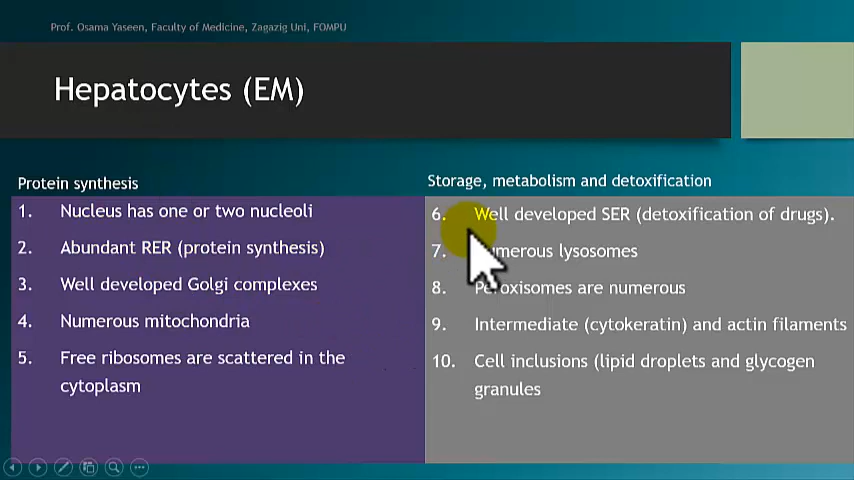 Prof. Osama Yaseen, Faculty of Medicine, Zagazig Uni, FOMPU
Hepatocytes (EM)
Protein synthesis
1. Nucleus has one or two nucleoli
2. Abundant RER (protein synthesis)
3. Well developed Golgi complexes
4. Numerous mitochondria
5. Free ribosomes are scattered in the
cytoplasm
Storage, metabolism and detoxification
6. Well developed SER (detoxification of drugs).
7. Numerous lysosomes
8. Peroxisomes are numerous
9. Intermediate (cytokeratin) and actin filaments
10. Cell inclusions (lipid droplets and glycogen
granules